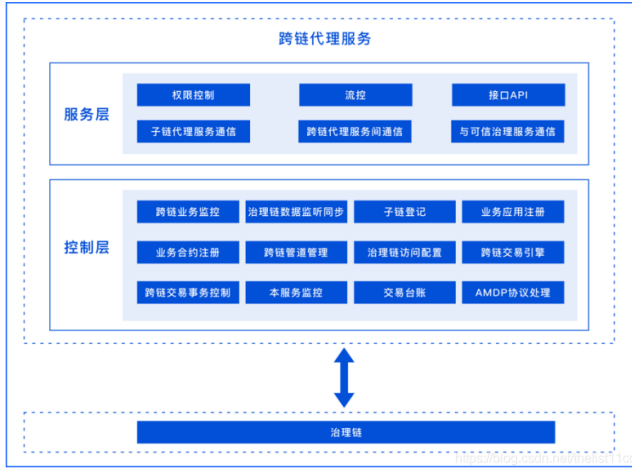 跨链代理服务
服务层
权限控制 流控 接口API
子链代理服务通信 跨链代理服务间通信 与可信治理服务通信
控制层
跨链业务监控 治理链数据监听同步 子链登记 业务应用注册
业务合约注册 跨链管道管理 治理链访问配置 跨链交易引擎
跨链交易事务控制 本服务监控 交易台账 AMDP协议处理
治理链